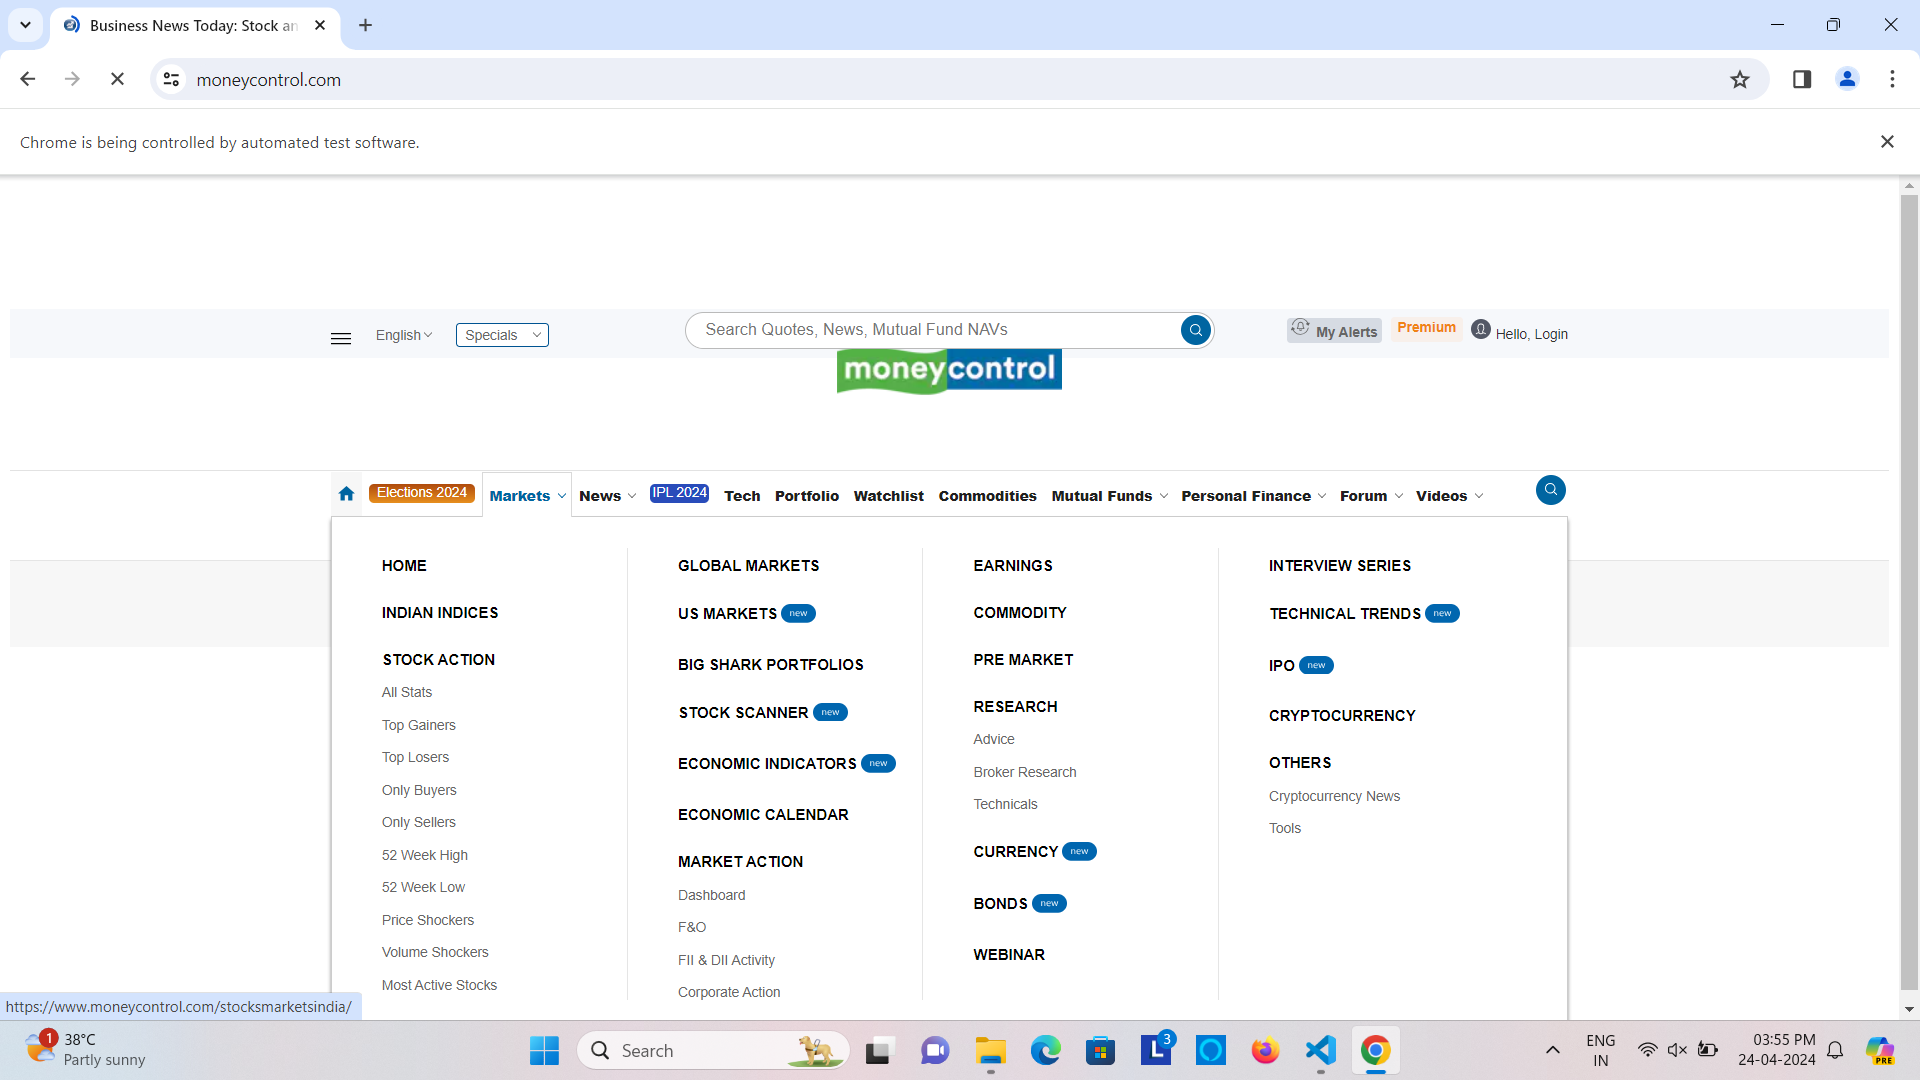 Business News Today: Stock an
moneycontrol.com
Chrome is being controlled by automated test software.
English
Specials
Search Quotes, News, Mutual Fund NAVs
My Alerts
Premium
Hello, Login
moneycontrol
Elections 2024
Markets
News
IPL 2024
Tech
Portfolio
Watchlist
Commodities
Mutual Funds
Personal Finance
Forum
Videos
HOME
INDIAN INDICES
STOCK ACTION
All Stats
Top Gainers
Top Losers
Only Buyers
Only Sellers
52 Week High
52 Week Low
Price Shockers
Volume Shockers
Most Active Stocks
GLOBAL MARKETS
US MARKETS new
BIG SHARK PORTFOLIOS
STOCK SCANNER new
ECONOMIC INDICATORS new
ECONOMIC CALENDAR
MARKET ACTION
Dashboard
F&O
FII & DII Activity
Corporate Action
EARNINGS
COMMODITY
PRE MARKET
RESEARCH
Advice
Broker Research
Technicals
CURRENCY new
BONDS new
WEBINAR
INTERVIEW SERIES
TECHNICAL TRENDS new
IPO new
CRYPTOCURRENCY
OTHERS
Cryptocurrency News
Tools
https://www.moneycontrol.com/stocksmarketsindia/
1
38°C
Partly sunny
Search
L
3
ENG
IN
03:55 PM
24-04-2024
PRE